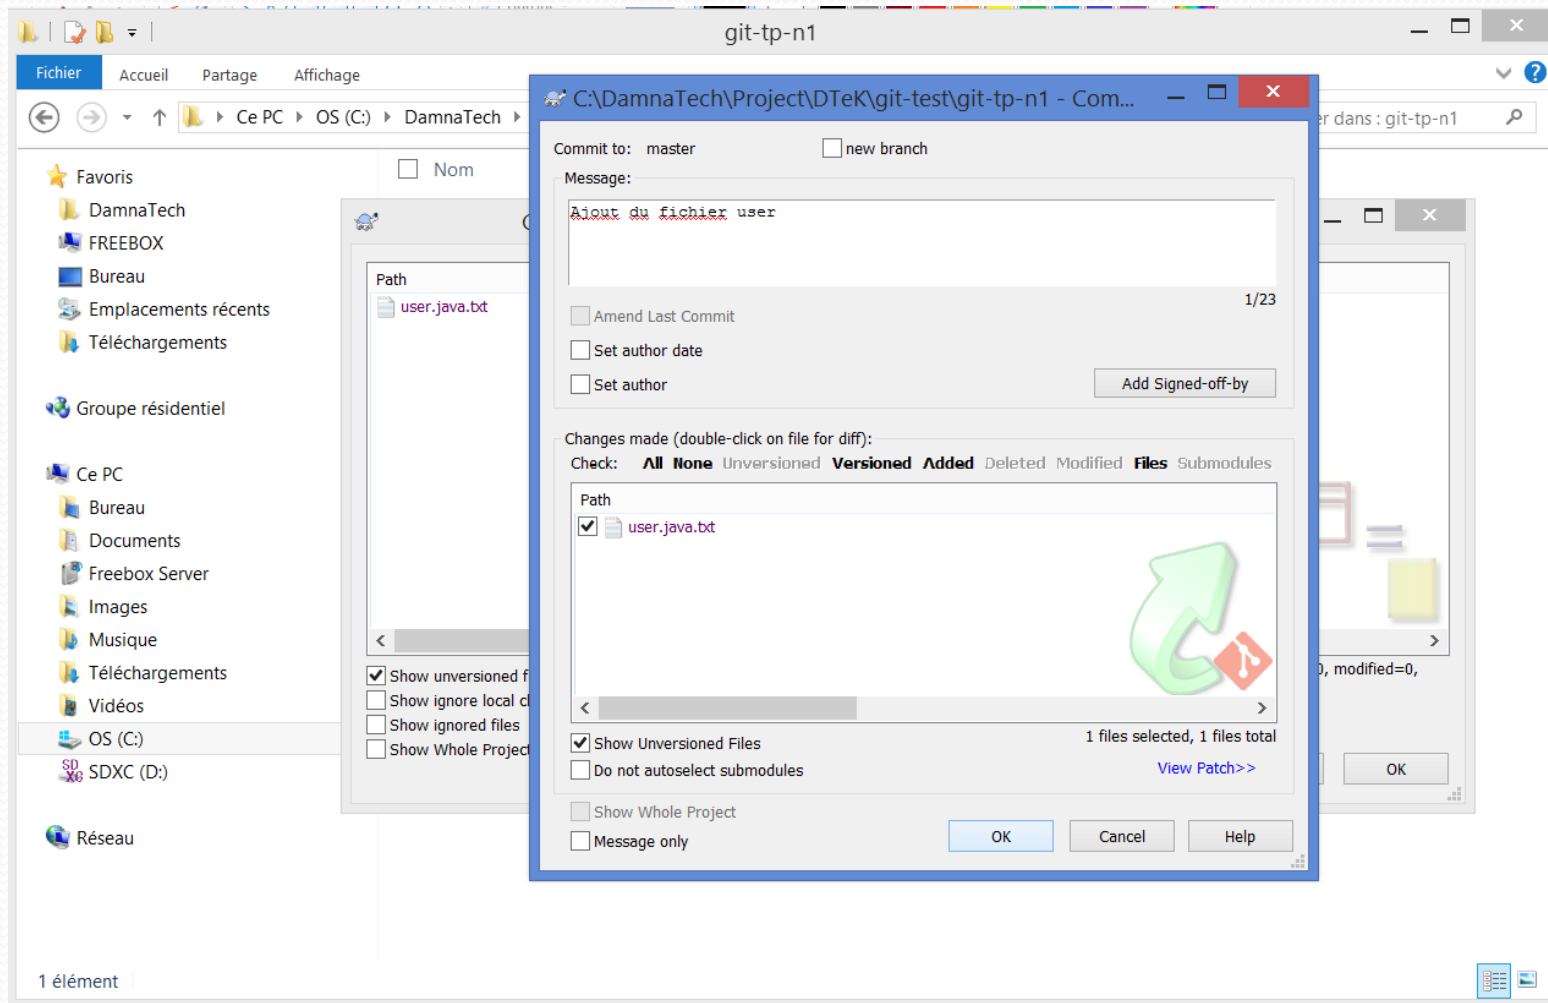 git-tp-n1
Fichier Accueil Partage Affichage
Ce PC OS (C:) DamnaTech
er dans : git-tp-n1
Favoris
DamnaTech
FREEBOX
Bureau
Emplacements récents
Téléchargements
Groupe résidentiel
Ce PC
Bureau
Documents
Freebox Server
Images
Musique
Téléchargements
Vidéos
OS (C:)
SDXC (D:)
Réseau
1 élément
Nom
Path
user.java.txt
Show unversioned f
Show ignore local c
Show ignored files
Show Whole Project
0, modified=0,
OK
C:\DamnaTech\Project\DTeK\git-test\git-tp-n1 - Com...
Commit to: master new branch
Message:
Ajout du fichier user
1/23
Amend Last Commit
Set author date
Set author
Add Signed-off-by
Changes made (double-click on file for diff):
Check: All None Unversioned Versioned Added Deleted Modified Files Submodules
Path
user.java.txt
Show Unversioned Files
1 files selected, 1 files total
Do not autoselect submodules
View Patch>>
Show Whole Project
Message only
OK Cancel Help